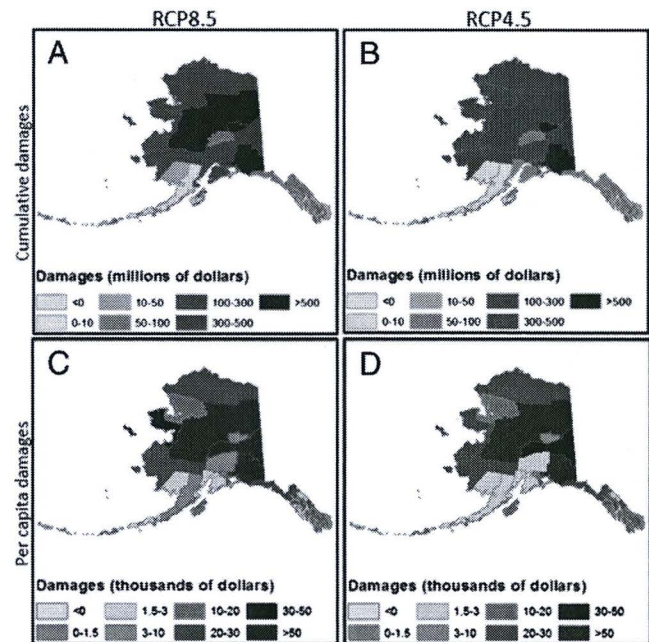 RCP8.5 RCP4.5
Cumulative damages
A B
Damages (millions of dollars) Damages (millions of dollars)
<0 10-50 100-300 >500 <0 10-50 100-300 >500
0-10 50-100 300-500 0-10 50-100 300-500
Per capita damages
C D
Damages (thousands of dollars) Damages (thousands of dollars)
<0 1.5-3 10-20 30-50 <0 1.5-3 10-20 30-50
0-1.5 3-10 20-30 >50 0-1.5 3-10 20-30 >50